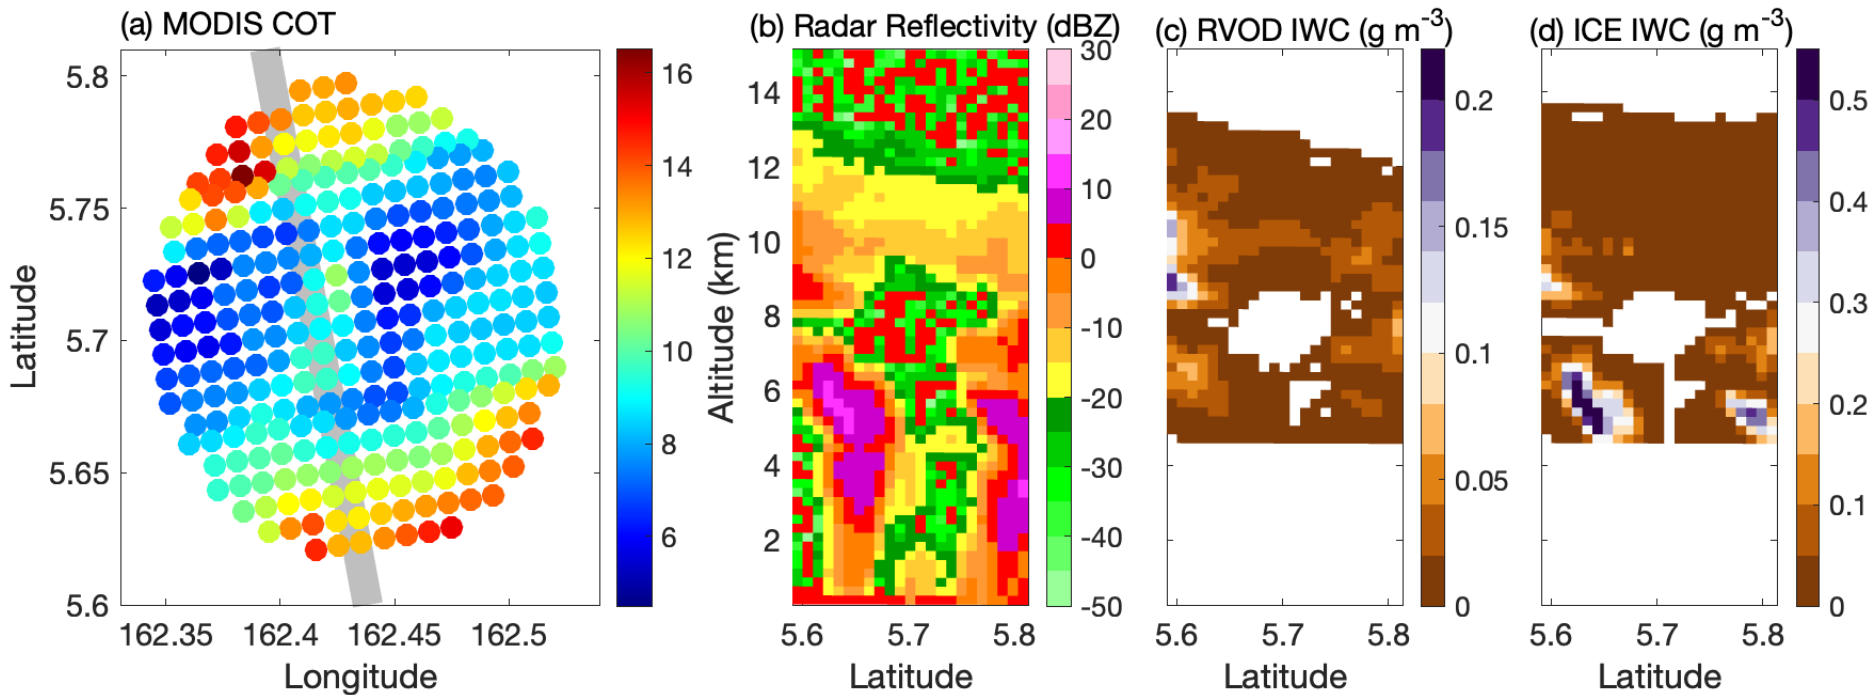 (a) MODIS COT
(b) Radar Reflectivity (dBZ)
(c) RVOD IWC (g m-3)
(d) ICE IWC (g m-3)
5.8
5.75
5.7
5.65
5.6
Latitude
162.35 162.4 162.45 162.5
Longitude
16
14
12
10
8
6
14
12
10
8
6
4
2
Altitude (km)
5.6 5.7 5.8
Latitude
30
20
10
0
-10
-20
-30
-40
-50
5.6 5.7 5.8
Latitude
0.2
0.15
0.1
0.05
0
5.6 5.7 5.8
Latitude
0.5
0.4
0.3
0.2
0.1
0